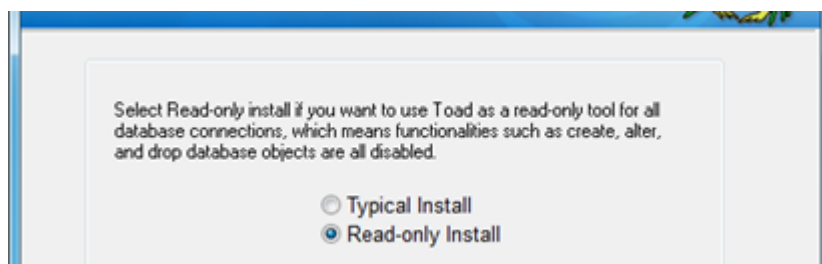 Select Read-only install if you want to use Toad as a read-only tool for all
database connections, which means functionalities such as create, alter,
and drop database objects are all disabled.
Typical Install
Read-only Install